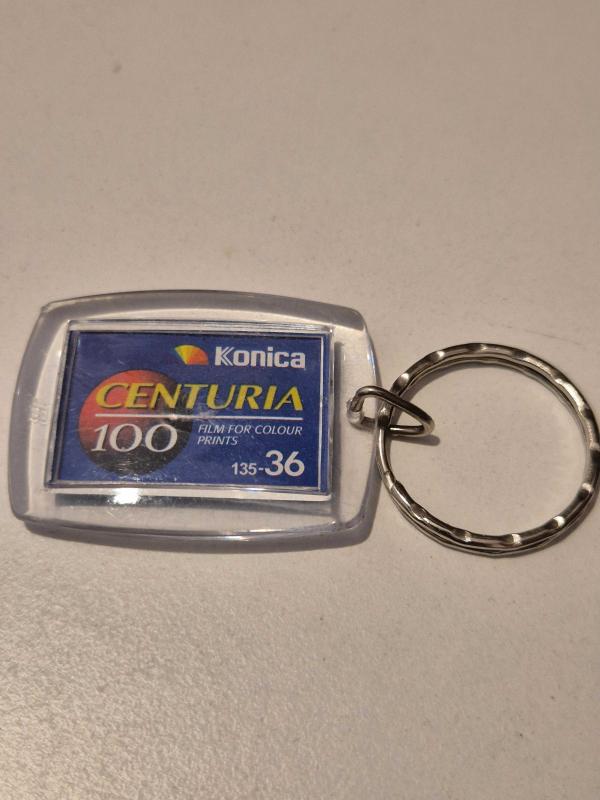 Konica
CENTURIA
100
FILM FOR COLOUR
PRINTS
135-36